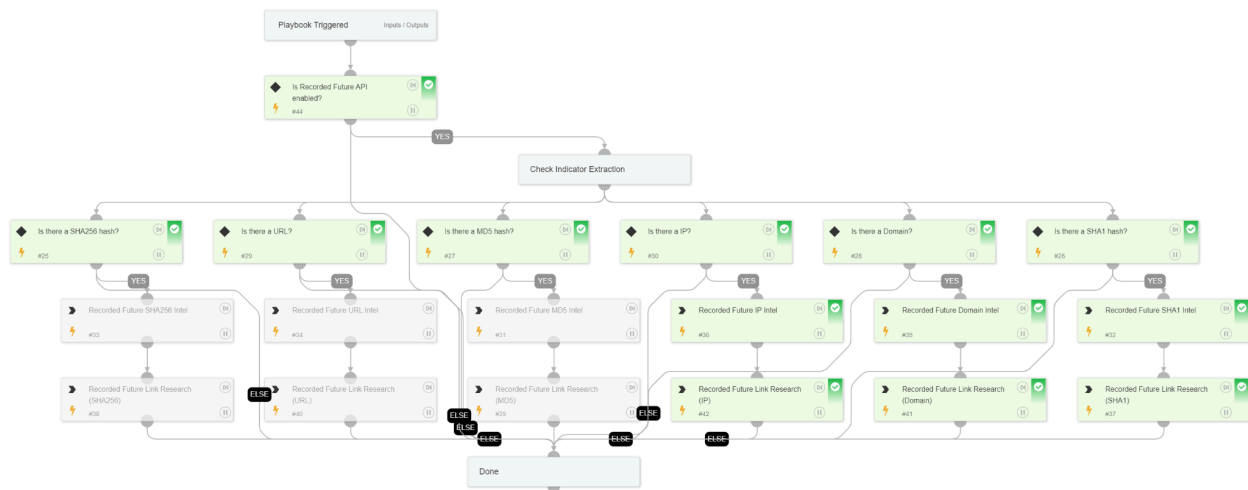 Playbook Triggered
Inputs / Outputs
Is Recorded Future API
enabled?
#44
YES
Check Indicator Extraction
Is there a SHA256 hash?
#25
Is there a URL?
#29
Is there a MD5 hash?
#27
Is there a IP?
#30
Is there a Domain?
#28
Is there a SHA1 hash?
#26
YES
YES
YES
YES
YES
YES
Recorded Future SHA256 Intel
#33
Recorded Future URL Intel
#34
Recorded Future MD5 Intel
#31
Recorded Future IP Intel
#36
Recorded Future Domain Intel
#35
Recorded Future SHA1 Intel
#32
Recorded Future Link Research
(SHA256)
#38
Recorded Future Link Research
(URL)
#40
Recorded Future Link Research
(MD5)
#39
Recorded Future Link Research
(IP)
#42
Recorded Future Link Research
(Domain)
#41
Recorded Future Link Research
(SHA1)
#37
ELSE
ELSE
ELSE
ELSE
ELSE
ELSE
ELSE
Done